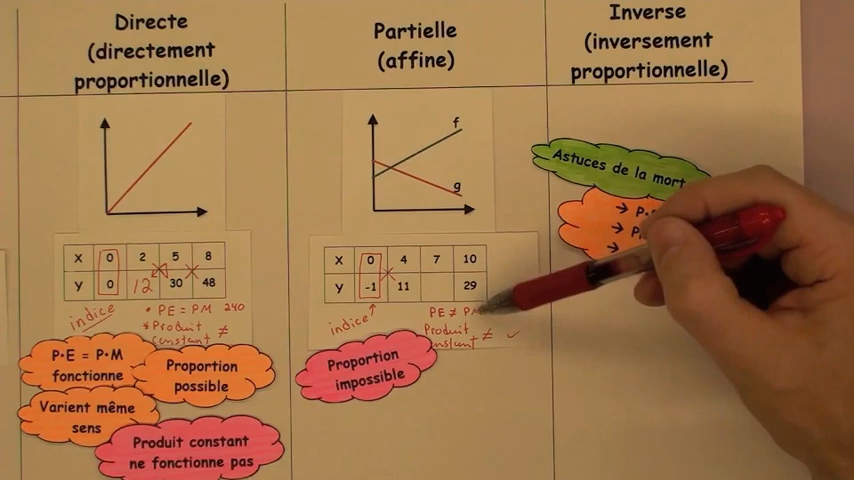 Directe
(directement
proportionnelle)
Partielle
(affine)
Inverse
(inversement
proportionnelle)
f
g
Astuces de la mort
→ P
→ P
→
X 0 2 5 8
Y 0 12 30 48
indice
• PE = PM 240
* Produit constant ≠
X 0 4 7 10
Y -1 11 29
indice
PE ≠ PM
Produit
constant ≠ ✓
P•E = P•M
fonctionne
Proportion
possible
Varient même
sens
Produit constant
ne fonctionne pas
Proportion
impossible